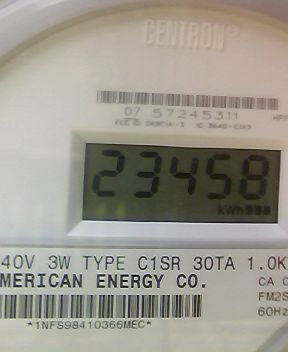 CENTRON®
07 57245311
23458
kWh
40V 3W TYPE C1SR 30TA 1.0K
MERICAN ENERGY CO.
CA 0
FM2S
60Hz
*1NFS98410366MEC*